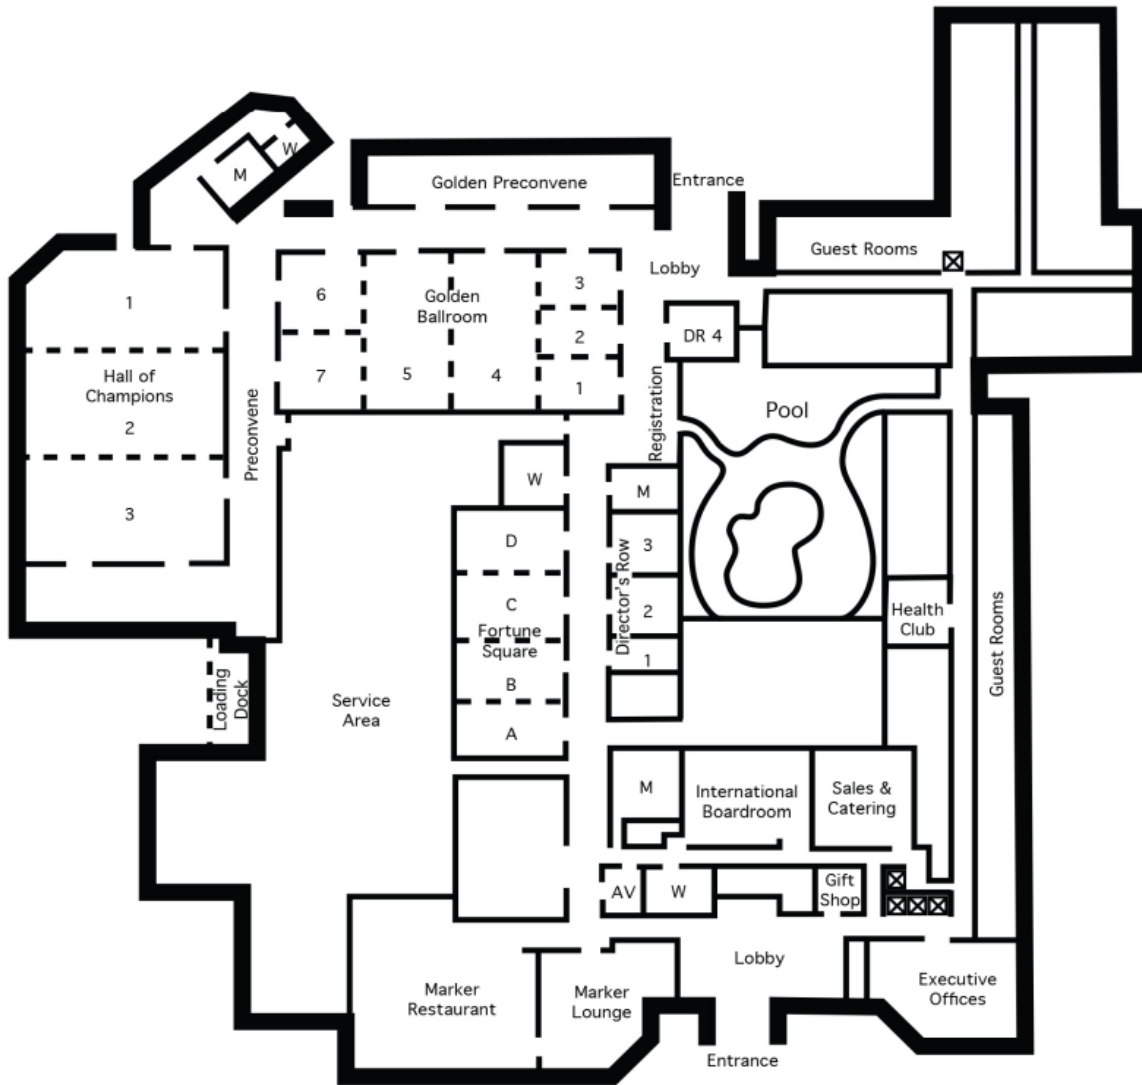 W
M
Golden Preconvene
Entrance
Guest Rooms
Lobby
1
Hall of
Champions
2
3
Preconvene
6
7
Golden
Ballroom
5
4
3
2
1
DR 4
Registration
Pool
W
M
D
C
Fortune
Square
B
A
Director's Row
3
2
1
Health
Club
Guest Rooms
Loading
Dock
Service
Area
M
International
Boardroom
Sales &
Catering
AV
W
Gift
Shop
Lobby
Marker
Restaurant
Marker
Lounge
Executive
Offices
Entrance